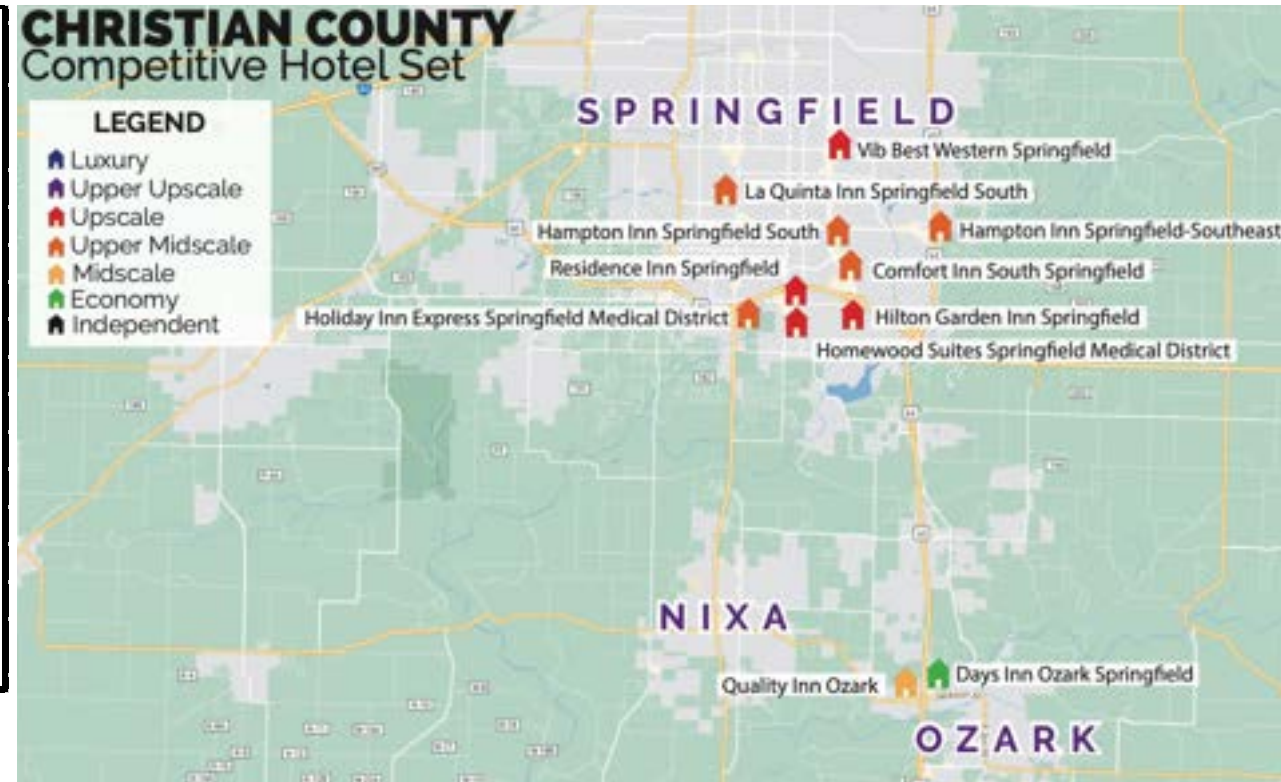 CHRISTIAN COUNTY
Competitive Hotel Set
LEGEND
Luxury
Upper Upscale
Upscale
Upper Midscale
Midscale
Economy
Independent
SPRINGFIELD
Vib Best Western Springfield
La Quinta Inn Springfield South
Hampton Inn Springfield South
Hampton Inn Springfield-Southeast
Residence Inn Springfield
Comfort Inn South Springfield
Holiday Inn Express Springfield Medical District
Hilton Garden Inn Springfield
Homewood Suites Springfield Medical District
NIXA
Quality Inn Ozark
Days Inn Ozark Springfield
OZARK